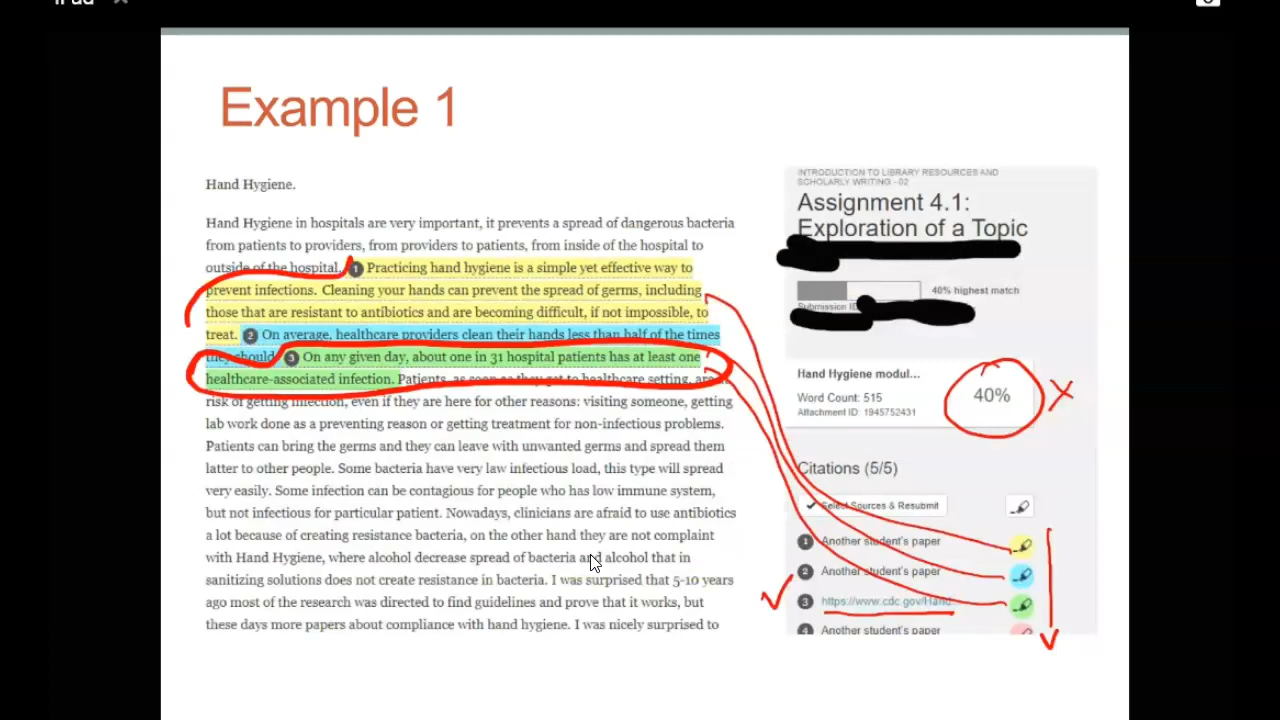 Example 1
Hand Hygiene.
Hand Hygiene in hospitals are very important, it prevents a spread of dangerous bacteria
from patients to providers, from providers to patients, from inside of the hospital to
outside of the hospital. 1 Practicing hand hygiene is a simple yet effective way to
prevent infections. Cleaning your hands can prevent the spread of germs, including
those that are resistant to antibiotics and are becoming difficult, if not impossible, to
treat. 2 On average, healthcare providers clean their hands less than half of the times
they should. 3 On any given day, about one in 31 hospital patients has at least one
healthcare-associated infection. Patients, as soon as they get to healthcare setting, are
risk of getting infection, even if they are here for other reasons: visiting someone, getting
lab work done as a preventing reason or getting treatment for non-infectious problems.
Patients can bring the germs and they can leave with unwanted germs and spread them
latter to other people. Some bacteria have very law infectious load, this type will spread
very easily. Some infection can be contagious for people who has low immune system,
but not infectious for particular patient. Nowadays, clinicians are afraid to use antibiotics
a lot because of creating resistance bacteria, on the other hand they are not complaint
with Hand Hygiene, where alcohol decrease spread of bacteria and alcohol that in
sanitizing solutions does not create resistance in bacteria. I was surprised that 5-10 years
ago most of the research was directed to find guidelines and prove that it works, but
these days more papers about compliance with hand hygiene. I was nicely surprised to
INTRODUCTION TO LIBRARY RESOURCES AND
SCHOLARLY WRITING - 02
Assignment 4.1:
Exploration of a Topic
40% highest match
Submission ID
Hand Hygiene modul...
Word Count: 515
Attachment ID: 1945752431
40%
X
Citations (5/5)
Select Sources & Resubmit
1 Another student's paper
2 Another student's paper
3 https://www.cdc.gov/Hand
4 Another student's paper